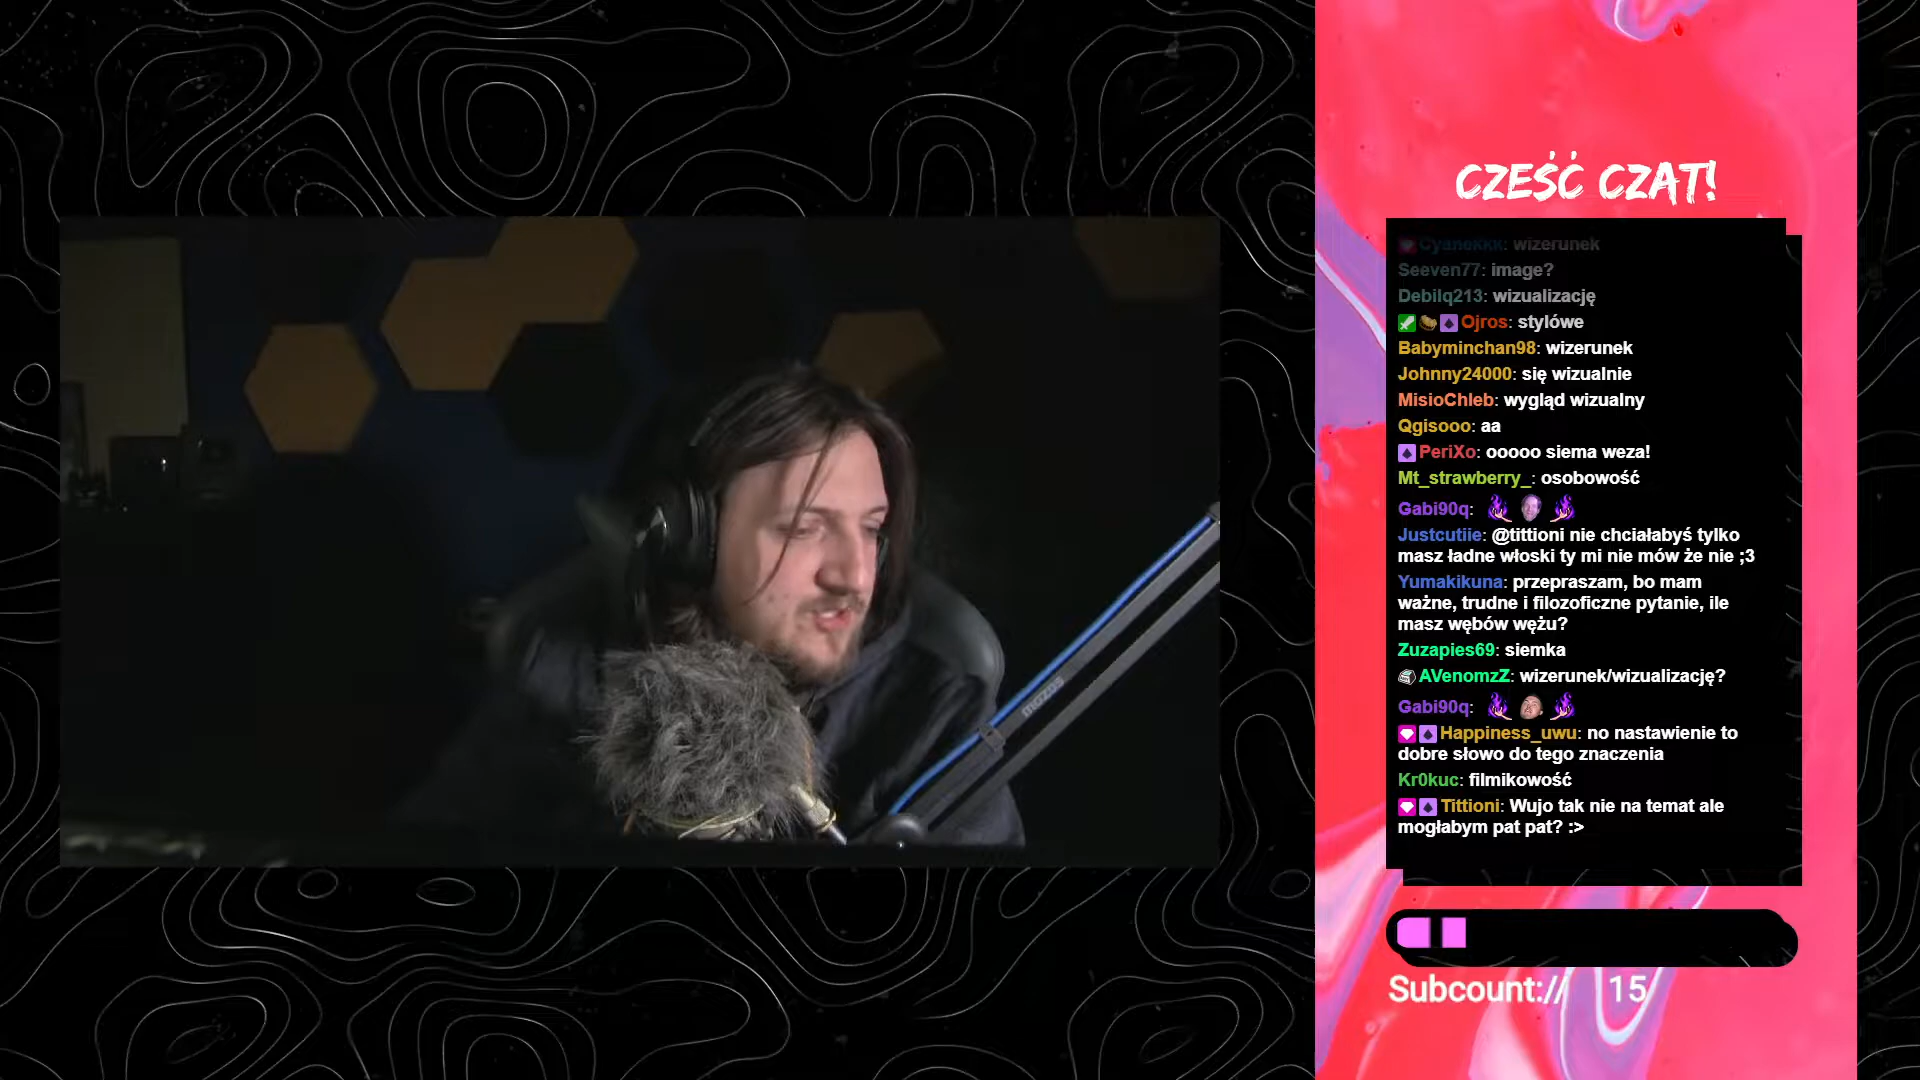 CZEŚĆ CZAT!
Cyanekkk: wizerunek
Seeven77: image?
Debilq213: wizualizację
Ojros: stylówe
Babyminchan98: wizerunek
Johnny24000: się wizualnie
MisioChleb: wygląd wizualny
Qgisooo: aa
PeriXo: ooooo siema weza!
Mt_strawberry_: osobowość
Gabi90q:
Justcutiie: @tittioni nie chciałabyś tylko
masz ładne włoski ty mi nie mów że nie ;3
Yumakikuna: przepraszam, bo mam
ważne, trudne i filozoficzne pytanie, ile
masz wębów wężu?
Zuzapies69: siemka
AVenomzZ: wizerunek/wizualizację?
Gabi90q:
Happiness_uwu: no nastawienie to
dobre słowo do tego znaczenia
Kr0kuc: filmikowość
Tittioni: Wujo tak nie na temat ale
mogłabym pat pat? :>
mozos
Subcount:// 15